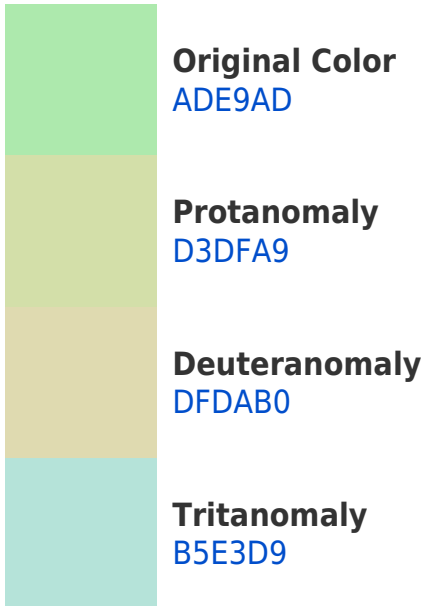 Original Color
ADE9AD
Protanomaly
D3DFA9
Deuteranomaly
DFDAB0
Tritanomaly
B5E3D9